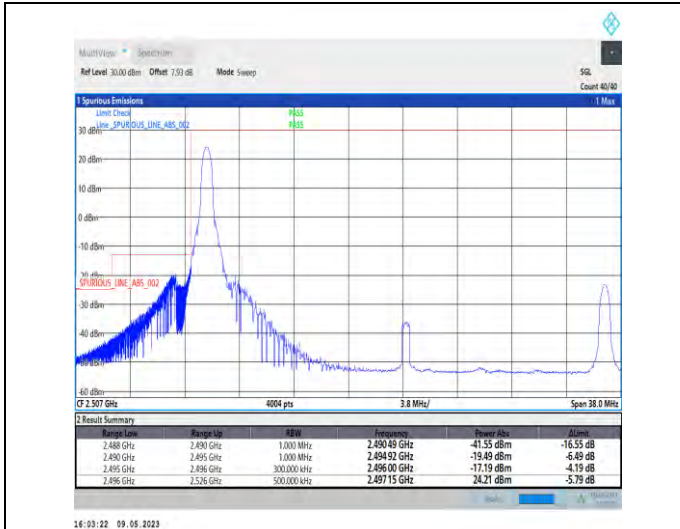 MultiView Spectrum
Ref Level 30.00 dBm Offset 7.93 dB Mode Sweep SGL
Count 40/40
1 Spurious Emissions 1 Max
Limit Check PASS
Line _SPURIOUS_LINE_ABS_002 PASS
30 dBm
20 dBm
10 dBm
0 dBm
-10 dBm
-20 dBm
SPURIOUS_LINE_ABS_002
-30 dBm
-40 dBm
-50 dBm
-60 dBm
CF 2.507 GHz 4004 pts 3.8 MHz/ Span 38.0 MHz
2 Result Summary
Range Low Range Up RBW Frequency Power Abs ΔLimit
2.488 GHz 2.490 GHz 1.000 MHz 2.490 49 GHz -41.55 dBm -16.55 dB
2.490 GHz 2.495 GHz 1.000 MHz 2.494 92 GHz -19.49 dBm -6.49 dB
2.495 GHz 2.496 GHz 300.000 kHz 2.496 00 GHz -17.19 dBm -4.19 dB
2.496 GHz 2.526 GHz 500.000 kHz 2.497 15 GHz 24.21 dBm -5.79 dB
16:03:22 09.05.2023